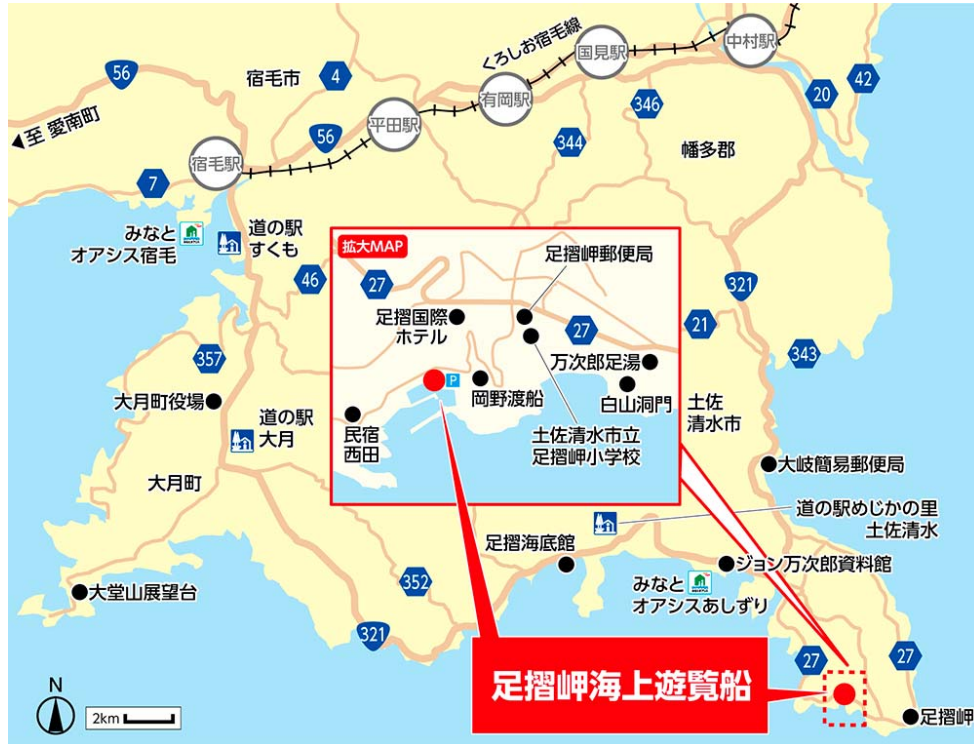 中村駅
国見駅
くろしお宿毛線
56
宿毛市
4
有岡駅
42
20
346
平田駅
56
344
◀至 愛南町
宿毛駅
幡多郡
7
みなと
オアシス宿毛
道の駅
すくも
46
拡大MAP
27
足摺岬郵便局
足摺国際
ホテル
27
万次郎足湯
岡野渡船
白山洞門
P
民宿
西田
土佐清水市立
足摺岬小学校
321
21
343
357
大月町役場
道の駅
大月
土佐
清水市
大月町
大岐簡易郵便局
道の駅めじかの里
土佐清水
足摺海底館
ジョン万次郎資料館
352
みなと
オアシスあしずり
大堂山展望台
321
27
27
足摺岬海上遊覧船
足摺岬
N
2km